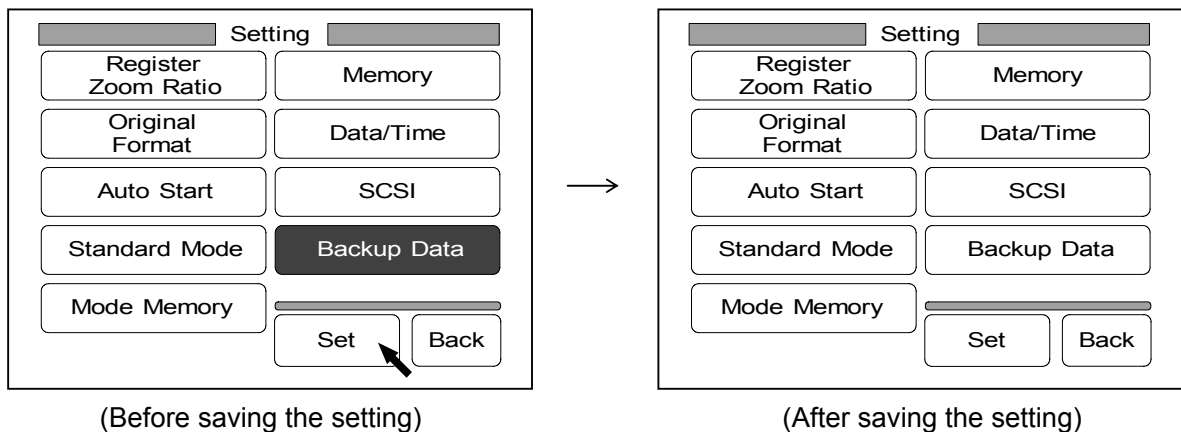 Setting
Register
Zoom Ratio
Memory
Original
Format
Data/Time
Auto Start
SCSI
Standard Mode
Backup Data
Mode Memory
Set
Back
(Before saving the setting)
Setting
Register
Zoom Ratio
Memory
Original
Format
Data/Time
Auto Start
SCSI
Standard Mode
Backup Data
Mode Memory
Set
Back
(After saving the setting)